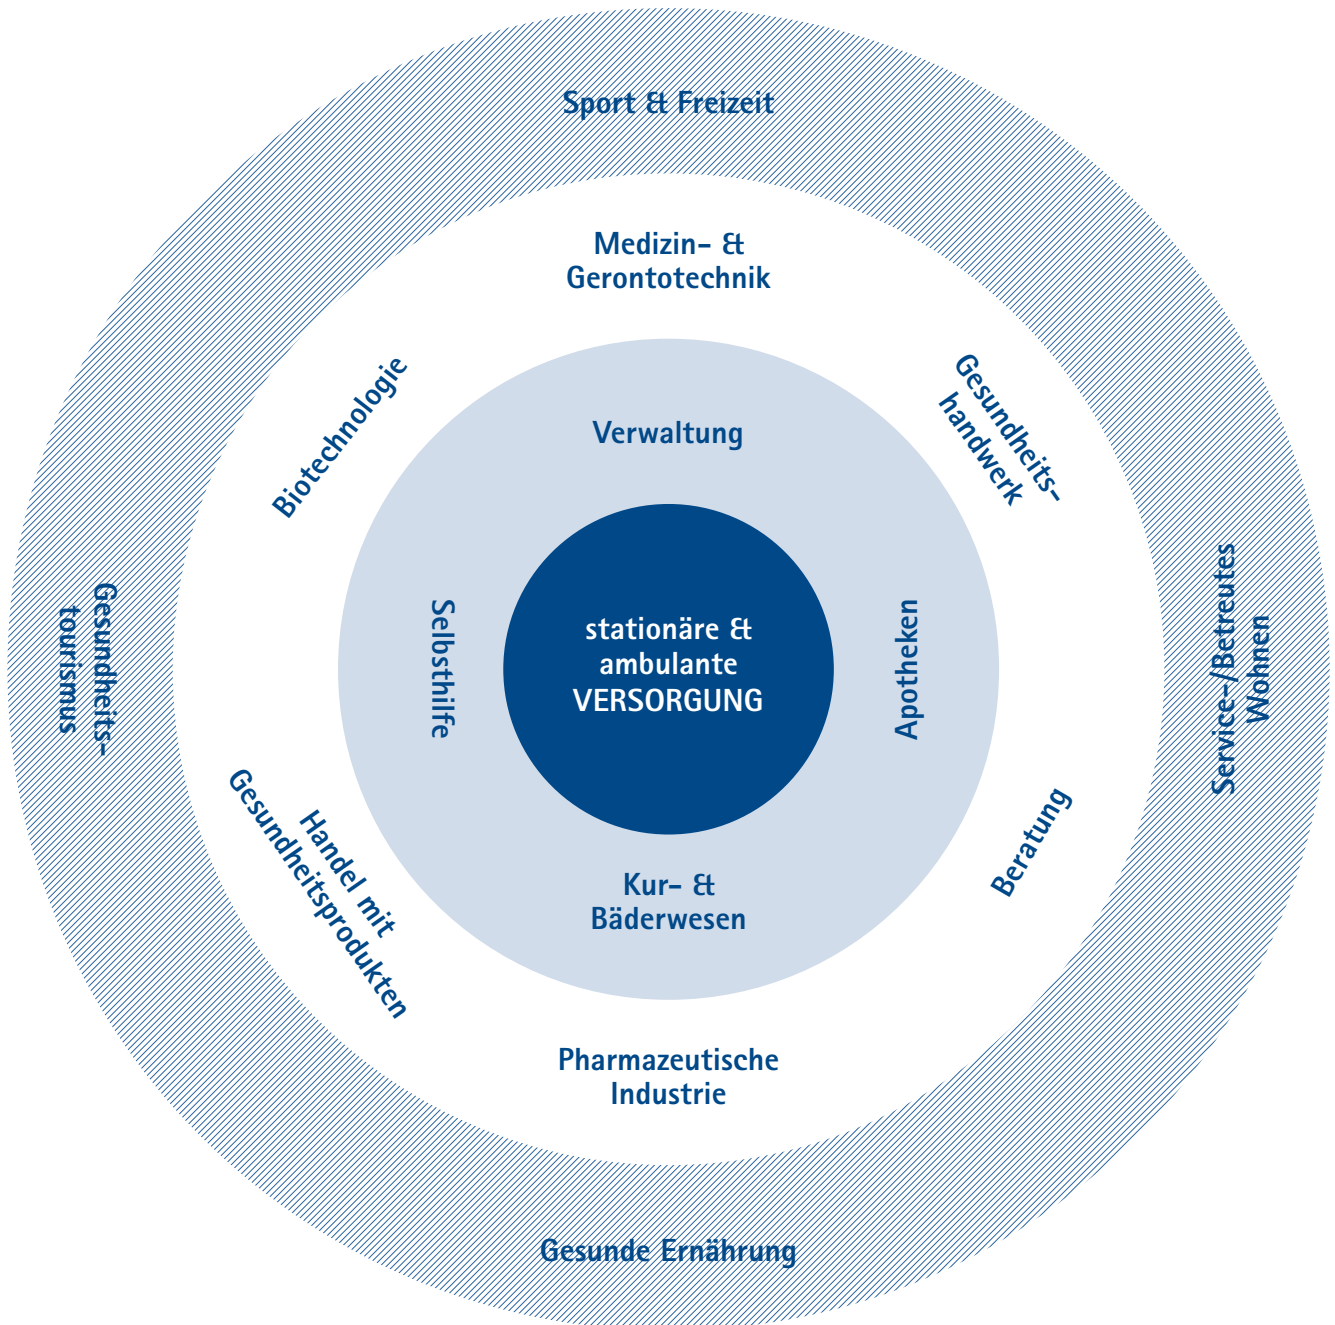 Sport & Freizeit
Medizin- &
Gerontotechnik
Biotechnologie
Gesundheits-
handwerk
Verwaltung
Gesundheits-
tourismus
Selbsthilfe
stationäre &
ambulante
VERSORGUNG
Apotheken
Service-/Betreutes
Wohnen
Handel mit
Gesundheitsprodukten
Beratung
Kur- &
Bäderwesen
Pharmazeutische
Industrie
Gesunde Ernährung